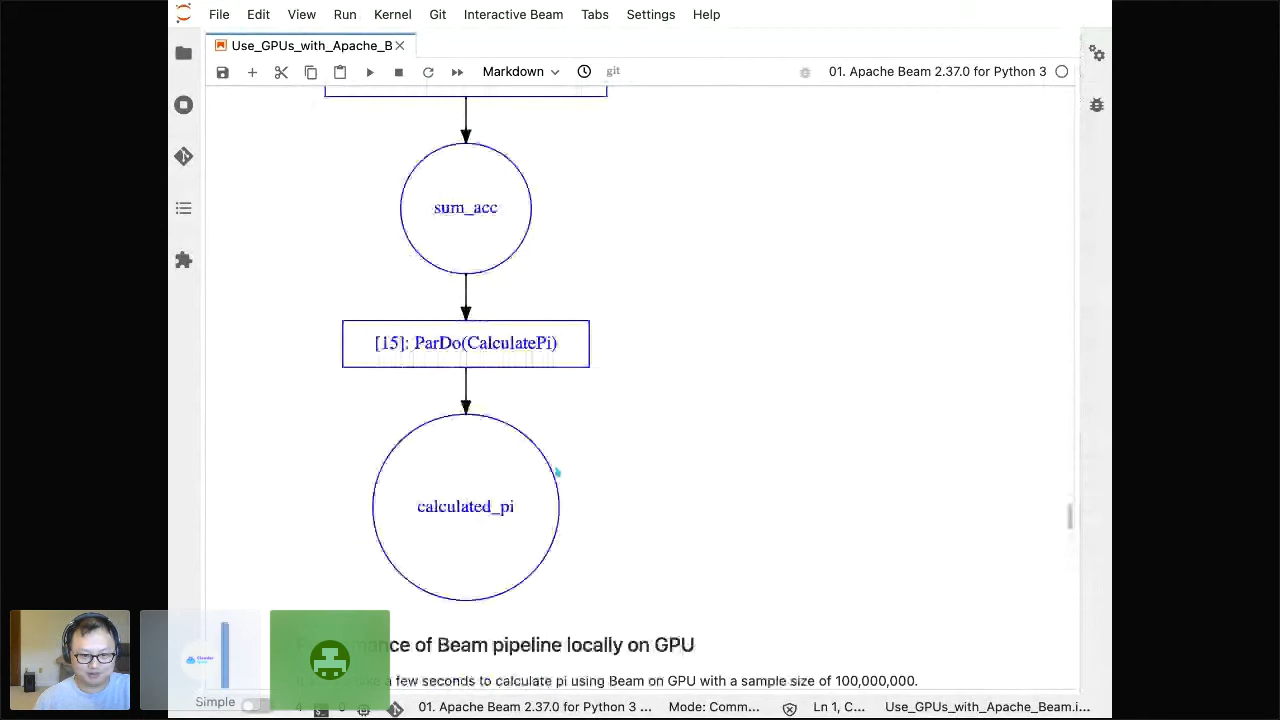 File Edit View Run Kernel Git Interactive Beam Tabs Settings Help
Use_GPUs_with_Apache_B
Markdown git 01. Apache Beam 2.37.0 for Python 3
sum_acc
[15]: ParDo(CalculatePi)
calculated_pi
of Beam pipeline locally on GPU
a few seconds to calculate pi using Beam on GPU with a sample size of 100,000,000.
Simple 01. Apache Beam 2.37.0 for Python 3 ... Mode: Comm... Ln 1, C... Use_GPUs_with_Apache_Beam.i...